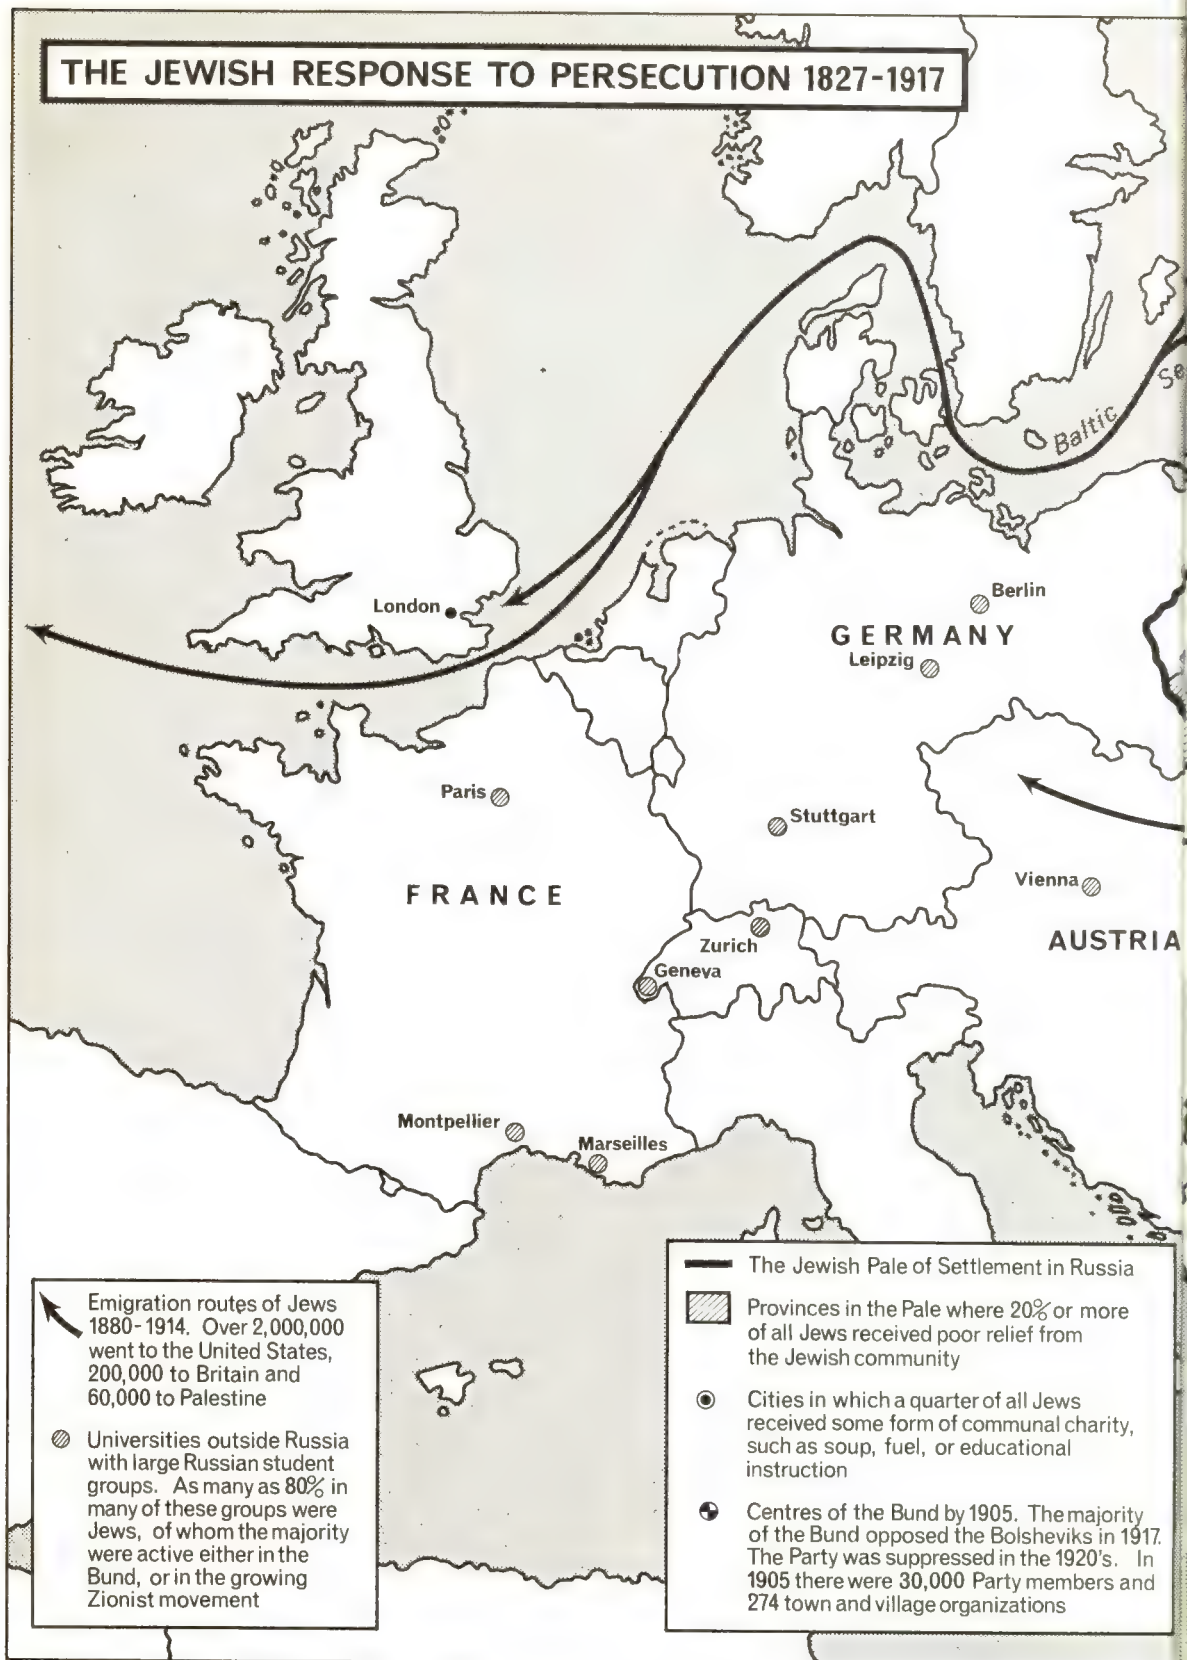 THE JEWISH RESPONSE TO PERSECUTION 1827-1917
Baltic
Se
London
Berlin
GERMANY
Leipzig
Paris
Stuttgart
FRANCE
Vienna
Zurich
AUSTRIA
Geneva
Montpellier
Marseilles
Emigration routes of Jews
1880-1914. Over 2,000,000
went to the United States,
200,000 to Britain and
60,000 to Palestine
Universities outside Russia
with large Russian student
groups. As many as 80% in
many of these groups were
Jews, of whom the majority
were active either in the
Bund, or in the growing
Zionist movement
The Jewish Pale of Settlement in Russia
Provinces in the Pale where 20% or more
of all Jews received poor relief from
the Jewish community
Cities in which a quarter of all Jews
received some form of communal charity,
such as soup, fuel, or educational
instruction
Centres of the Bund by 1905. The majority
of the Bund opposed the Bolsheviks in 1917.
The Party was suppressed in the 1920's. In
1905 there were 30,000 Party members and
274 town and village organizations